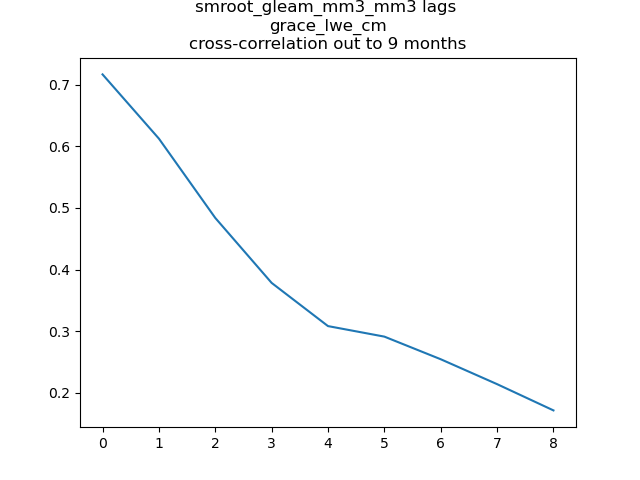 smroot_gleam_mm3_mm3 lags
grace_lwe_cm
cross-correlation out to 9 months
0.7
0.6
0.5
0.4
0.3
0.2
0 1 2 3 4 5 6 7 8